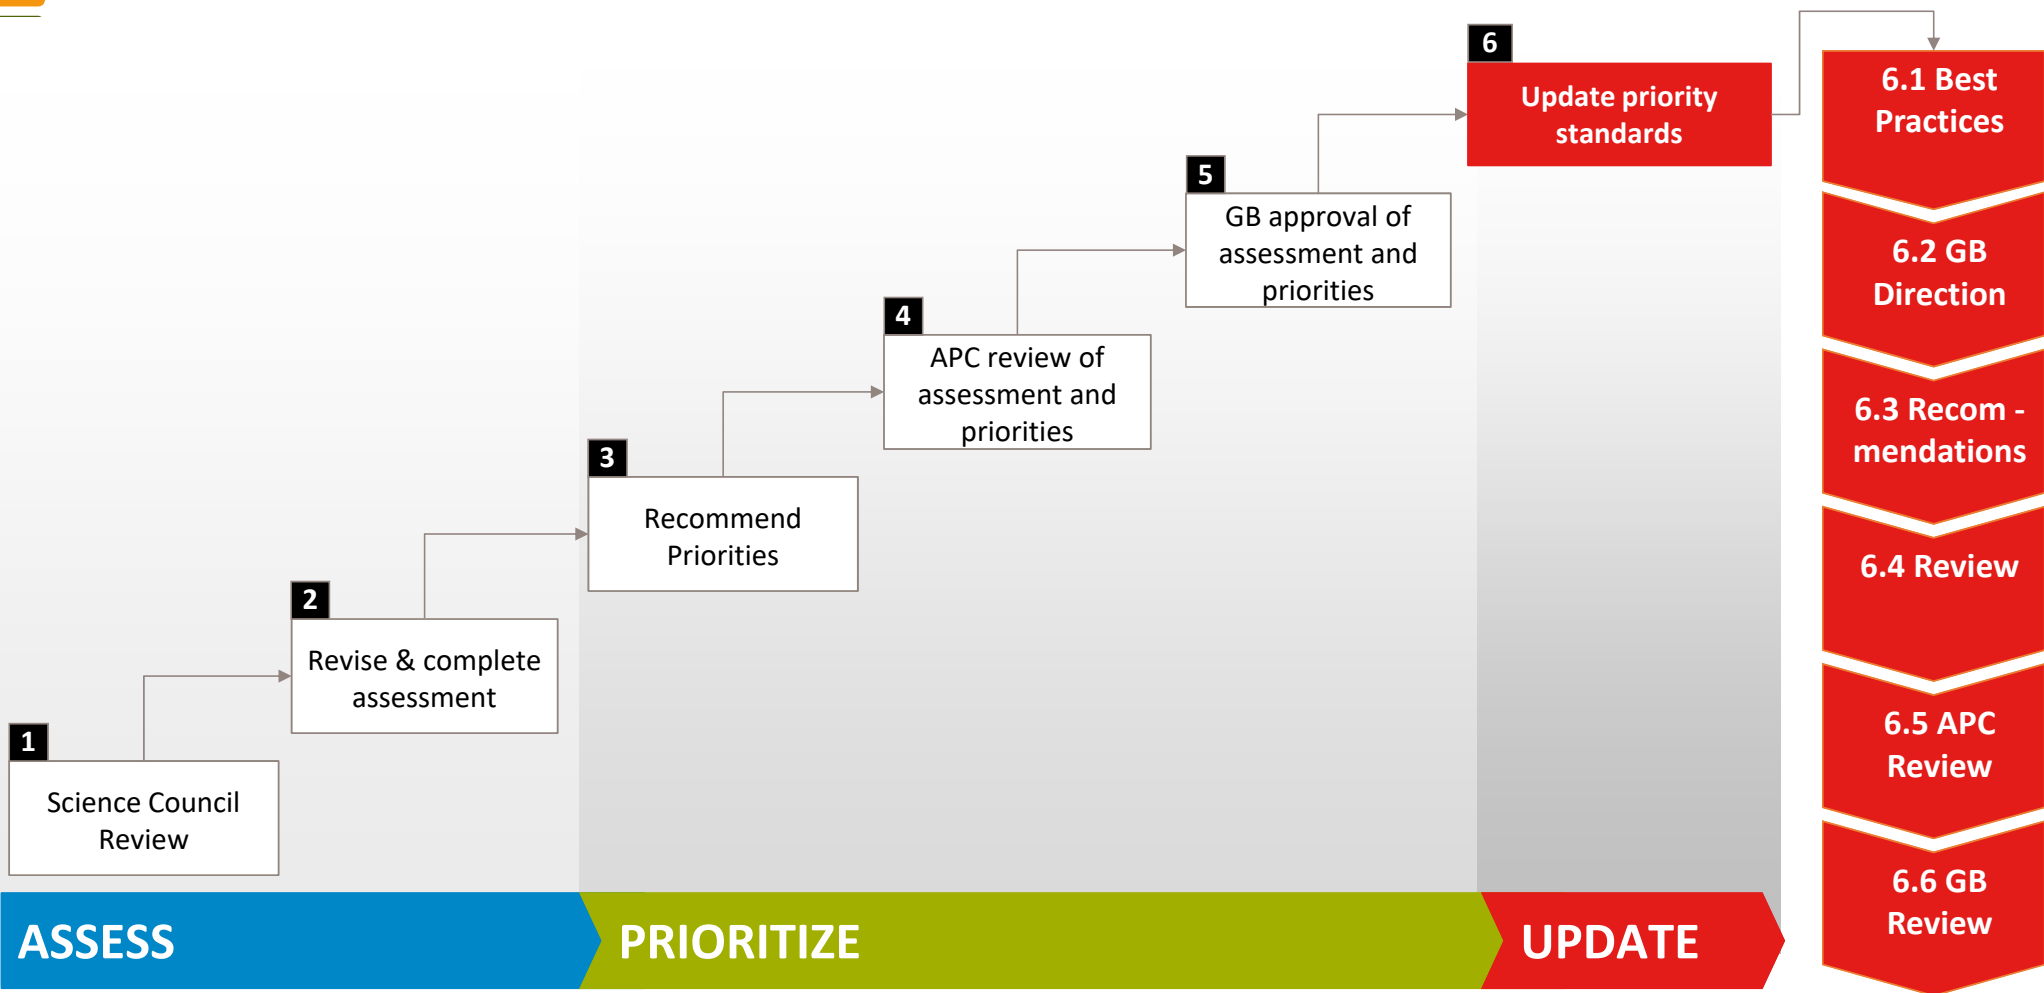 1
Science Council
Review
2
Revise & complete
assessment
3
Recommend
Priorities
4
APC review of
assessment and
priorities
5
GB approval of
assessment and
priorities
6
Update priority
standards
6.1 Best
Practices
6.2 GB
Direction
6.3 Recom -
mendations
6.4 Review
6.5 APC
Review
6.6 GB
Review
ASSESS
PRIORITIZE
UPDATE